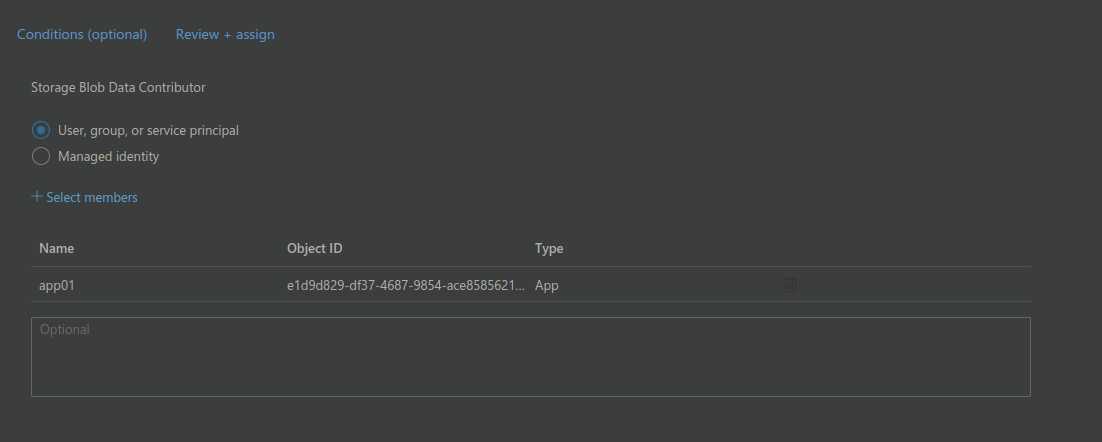 Conditions (optional) Review + assign
Storage Blob Data Contributor
User, group, or service principal
Managed identity
+ Select members
Name Object ID Type
app01 e1d9d829-df37-4687-9854-ace8585621... App
Optional